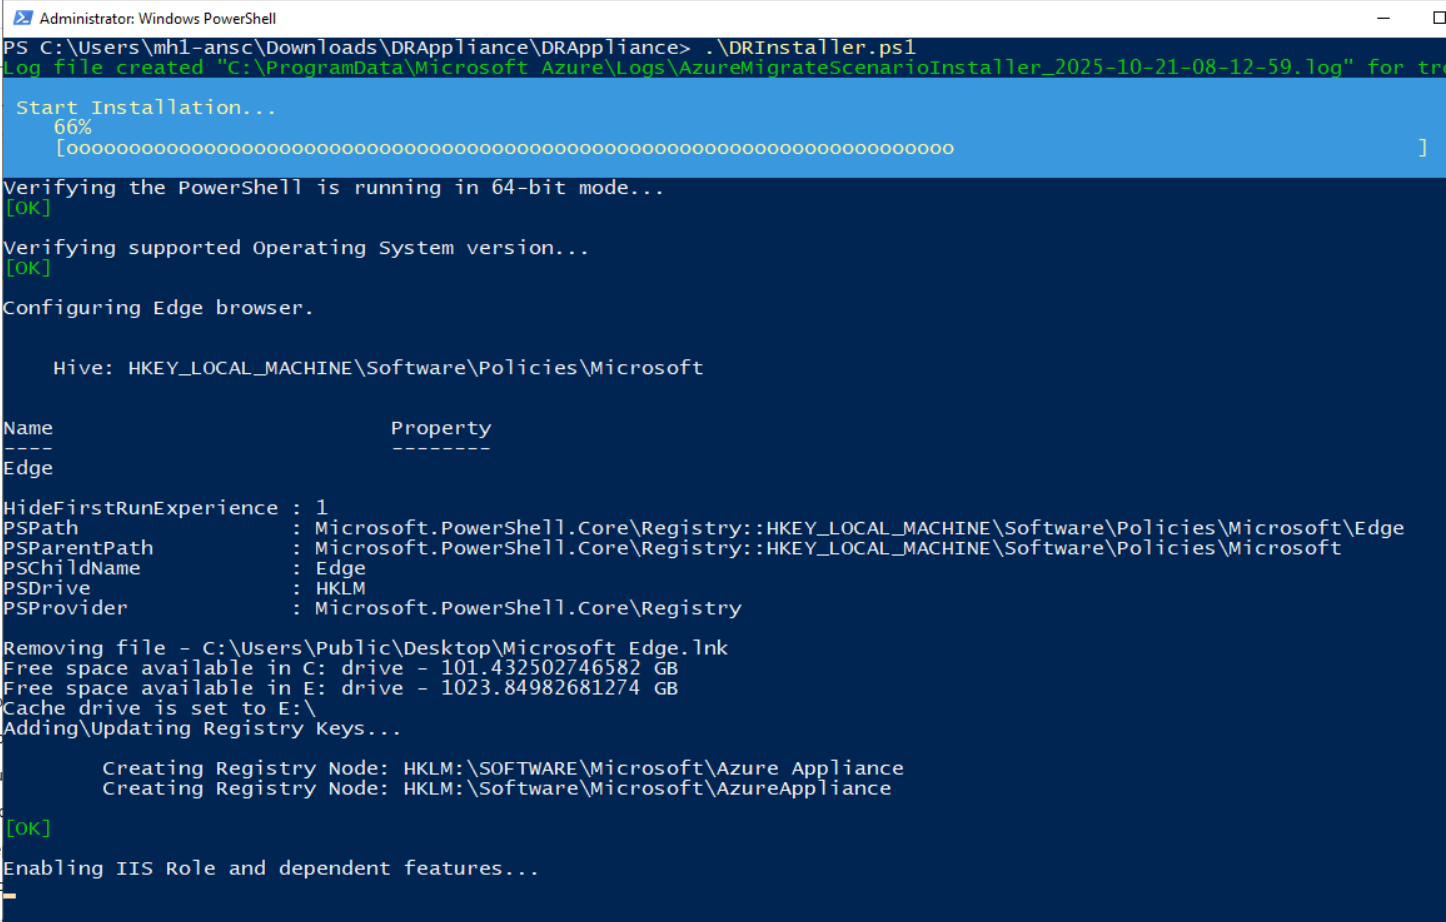 Administrator: Windows PowerShell
PS C:\Users\mh1-ansc\Downloads\DRAppliance\DRAppliance> .\DRInstaller.ps1
Log file created "C:\ProgramData\Microsoft Azure\Logs\AzureMigrateScenarioInstaller_2025-10-21-08-12-59.log" for tro
Start Installation...
66%
[ooooooooooooooooooooooooooooooooooooooooooooooooooooooooooooooooooooooo ]
Verifying the PowerShell is running in 64-bit mode...
[OK]
Verifying supported Operating System version...
[OK]
Configuring Edge browser.
Hive: HKEY_LOCAL_MACHINE\Software\Policies\Microsoft
Name Property
---- --------
Edge
HideFirstRunExperience : 1
PSPath : Microsoft.PowerShell.Core\Registry::HKEY_LOCAL_MACHINE\Software\Policies\Microsoft\Edge
PSParentPath : Microsoft.PowerShell.Core\Registry::HKEY_LOCAL_MACHINE\Software\Policies\Microsoft
PSChildName : Edge
PSDrive : HKLM
PSProvider : Microsoft.PowerShell.Core\Registry
Removing file - C:\Users\Public\Desktop\Microsoft Edge.lnk
Free space available in C: drive - 101.432502746582 GB
Free space available in E: drive - 1023.84982681274 GB
Cache drive is set to E:\
Adding\Updating Registry Keys...
Creating Registry Node: HKLM:\SOFTWARE\Microsoft\Azure Appliance
Creating Registry Node: HKLM:\Software\Microsoft\AzureAppliance
[OK]
Enabling IIS Role and dependent features...